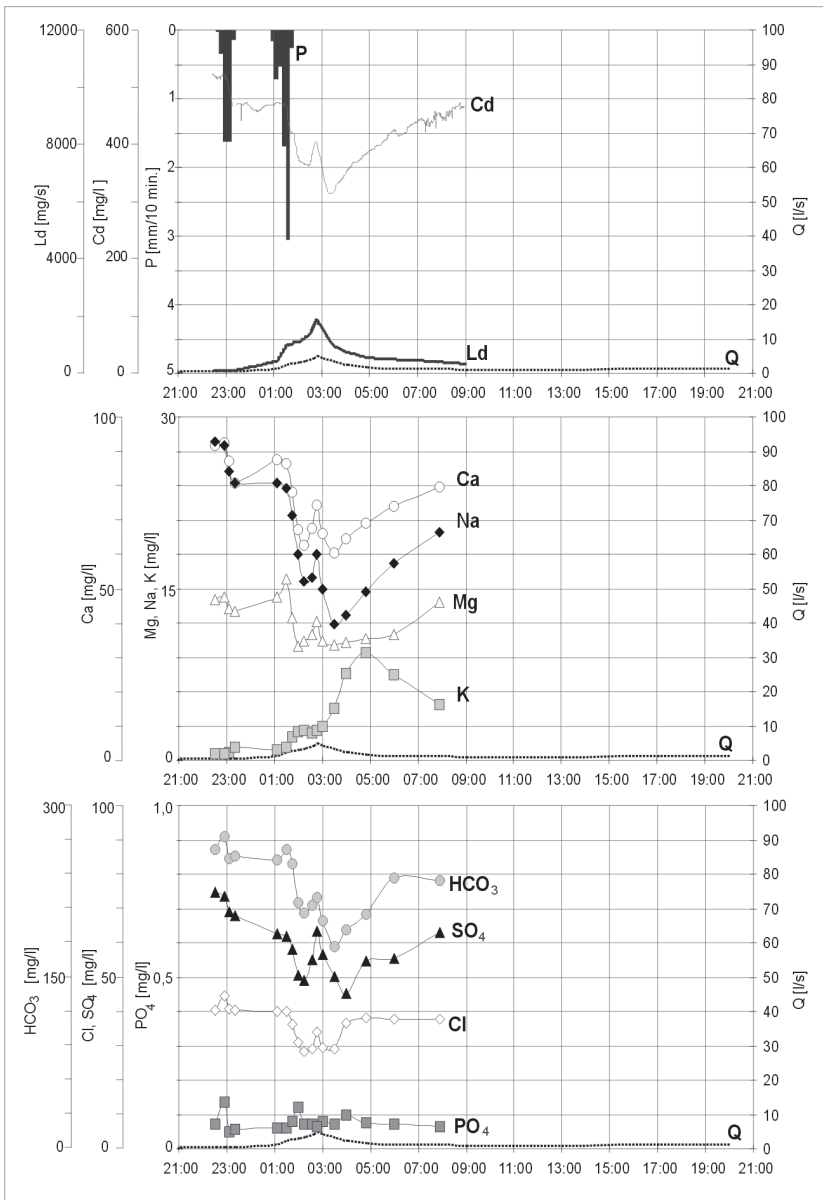 12000
600
0
100
P
90
1
80
Cd
70
8000
400
2
60
Ld [mg/s]
Cd [mg/l ]
P [mm/10 min.]
50
Q [l/s]
3
40
4000
200
30
4
20
10
Ld
Q
0
0
5
0
21:00 23:00 01:00 03:00 05:00 07:00 09:00 11:00 13:00 15:00 17:00 19:00 21:00
100
30
100
90
80
Ca
70
Na
60
Ca [mg/l]
Mg, Na, K [mg/l]
50
15
50
Q [l/s]
Mg
40
30
K
20
10
Q
0
0
0
21:00 23:00 01:00 03:00 05:00 07:00 09:00 11:00 13:00 15:00 17:00 19:00 21:00
300
100
1,0
100
90
80
HCO3
70
SO4
60
HCO3 [mg/l]
Cl, SO4 [mg/l]
PO4 [mg/l]
150
50
0,5
50
Q [l/s]
40
Cl
30
20
10
PO4
Q
0
0
0
0
21:00 23:00 01:00 03:00 05:00 07:00 09:00 11:00 13:00 15:00 17:00 19:00 21:00